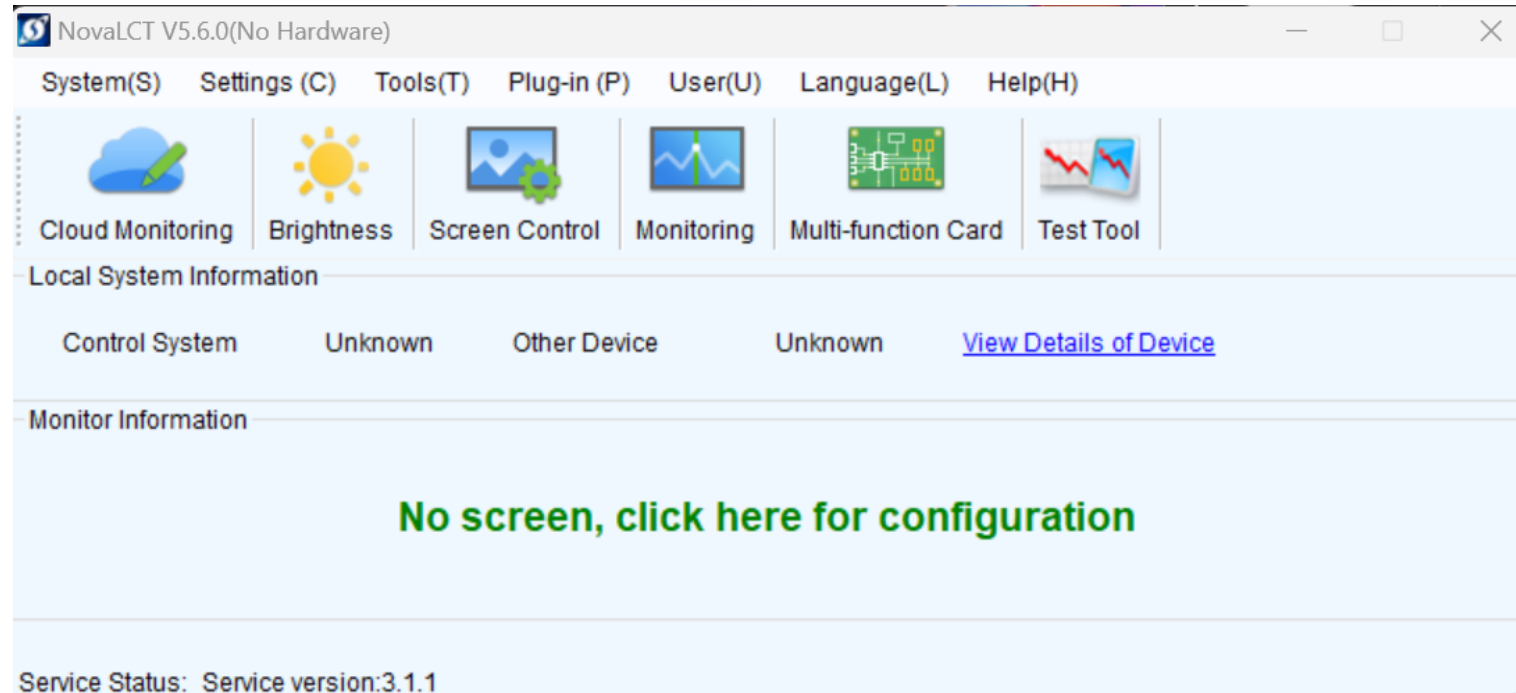 NovaLCT V5.6.0(No Hardware)
System(S) Settings (C) Tools(T) Plug-in (P) User(U) Language(L) Help(H)
Cloud Monitoring Brightness Screen Control Monitoring Multi-function Card Test Tool
Local System Information
Control System Unknown Other Device Unknown View Details of Device
Monitor Information
No screen, click here for configuration
Service Status: Service version:3.1.1